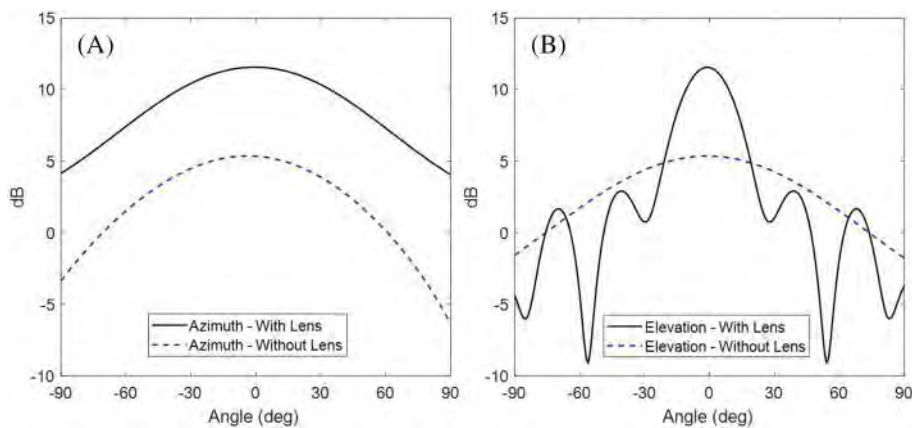 (A)
15
10
5
0
-5
-10
dB
Azimuth - With Lens
Azimuth - Without Lens
-90 -60 -30 0 30 60 90
Angle (deg)
(B)
15
10
5
0
-5
-10
dB
Elevation - With Lens
Elevation - Without Lens
-90 -60 -30 0 30 60 90
Angle (deg)